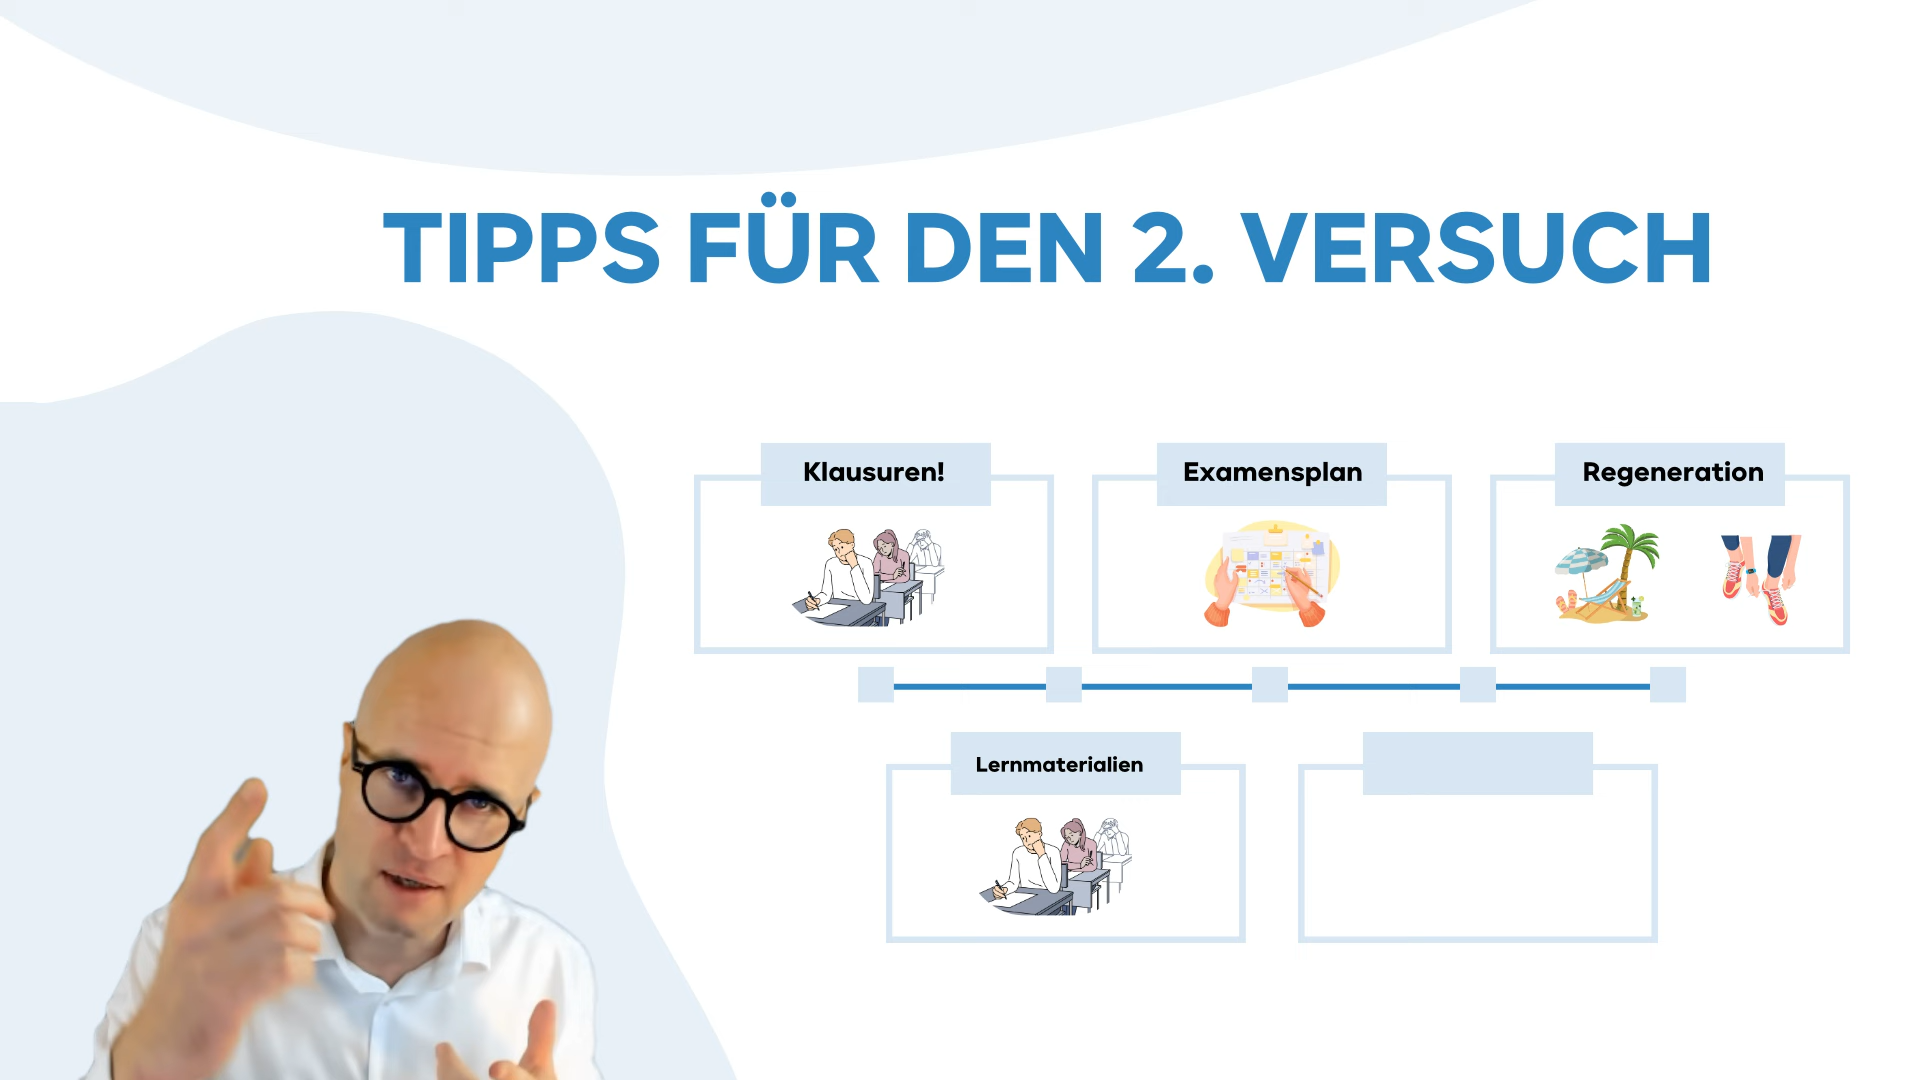 TIPPS FÜR DEN 2. VERSUCH
Klausuren!
Examensplan
Regeneration
Lernmaterialien